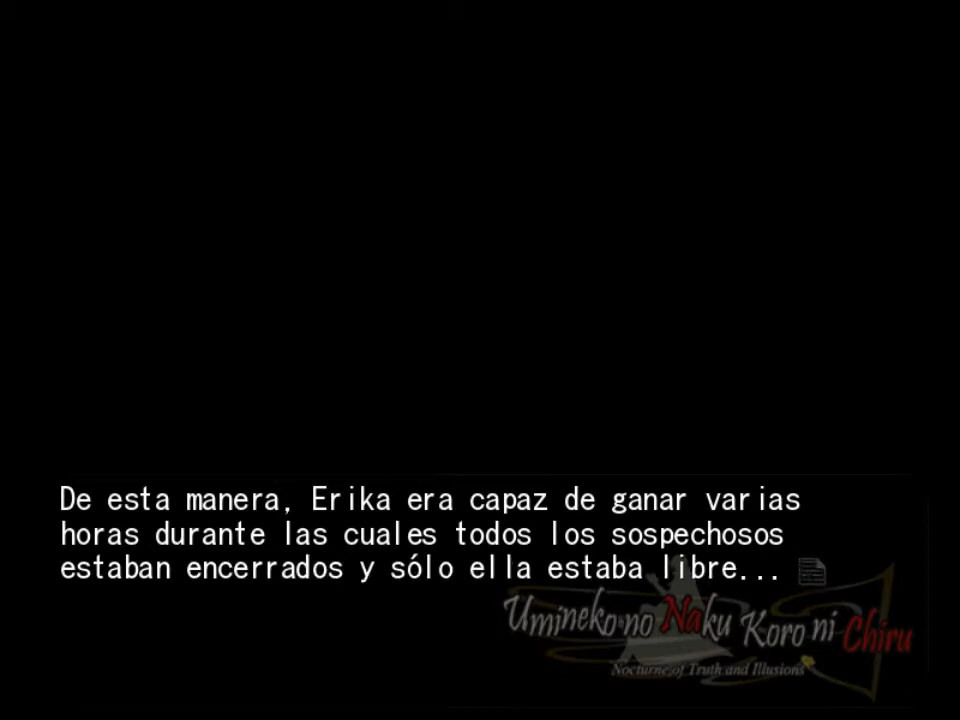 De esta manera, Erika era capaz de ganar varias
horas durante las cuales todos los sospechosos
estaban encerrados y sólo ella estaba libre...
Umineko no Naku Koro ni Chiru
Nocturne of Truth and Illusions